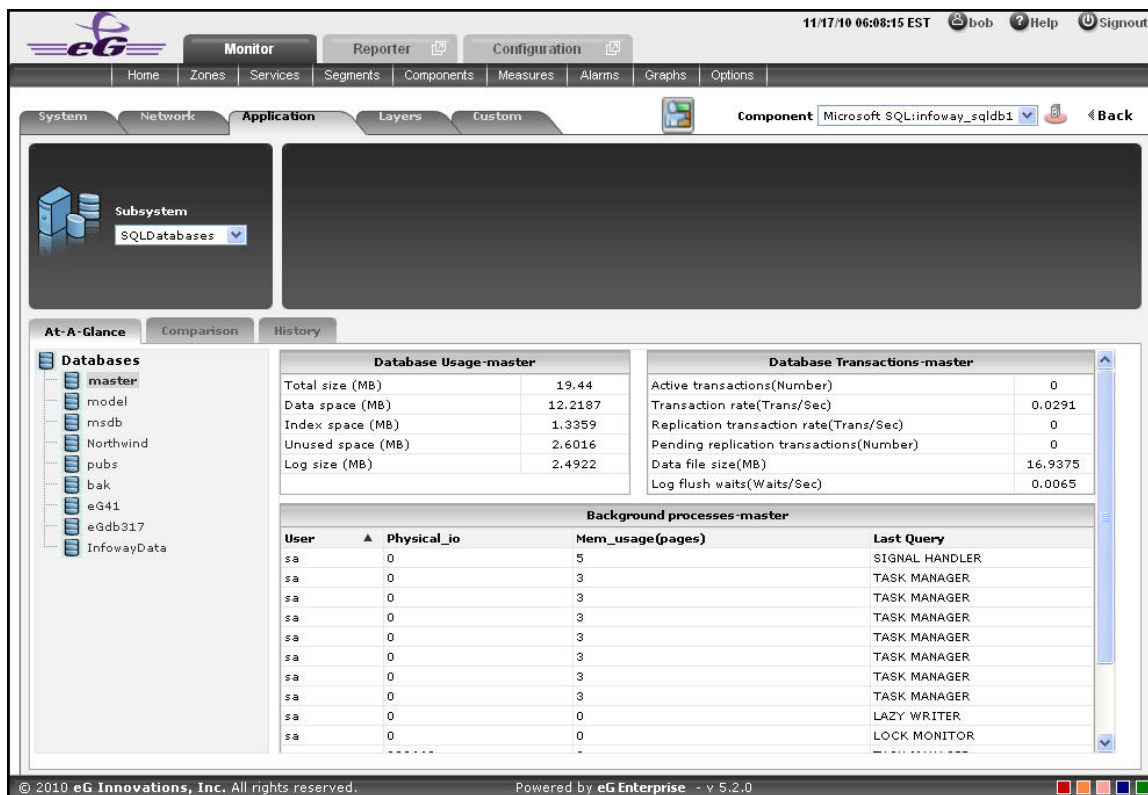 11/17/10 06:08:15 EST bob Help Signout
eG
Monitor Reporter Configuration
Home Zones Services Segments Components Measures Alarms Graphs Options
System Network Application Layers Custom Component Microsoft SQL:infoway_sqldb1 Back
Subsystem
SQLDatabases
At-A-Glance Comparison History
Databases
master
model
msdb
Northwind
pubs
bak
eG41
eGdb317
InfowayData
Database Usage-master
Total size (MB) 19.44
Data space (MB) 12.2187
Index space (MB) 1.3359
Unused space (MB) 2.6016
Log size (MB) 2.4922
Database Transactions-master
Active transactions(Number) 0
Transaction rate(Trans/Sec) 0.0291
Replication transaction rate(Trans/Sec) 0
Pending replication transactions(Number) 0
Data file size(MB) 16.9375
Log flush waits(Waits/Sec) 0.0065
Background processes-master
User Physical_io Mem_usage(pages) Last Query
sa 0 5 SIGNAL HANDLER
sa 0 3 TASK MANAGER
sa 0 3 TASK MANAGER
sa 0 3 TASK MANAGER
sa 0 3 TASK MANAGER
sa 0 3 TASK MANAGER
sa 0 3 TASK MANAGER
sa 0 3 TASK MANAGER
sa 0 0 LAZY WRITER
sa 0 0 LOCK MONITOR
© 2010 eG Innovations, Inc. All rights reserved. Powered by eG Enterprise - v 5.2.0